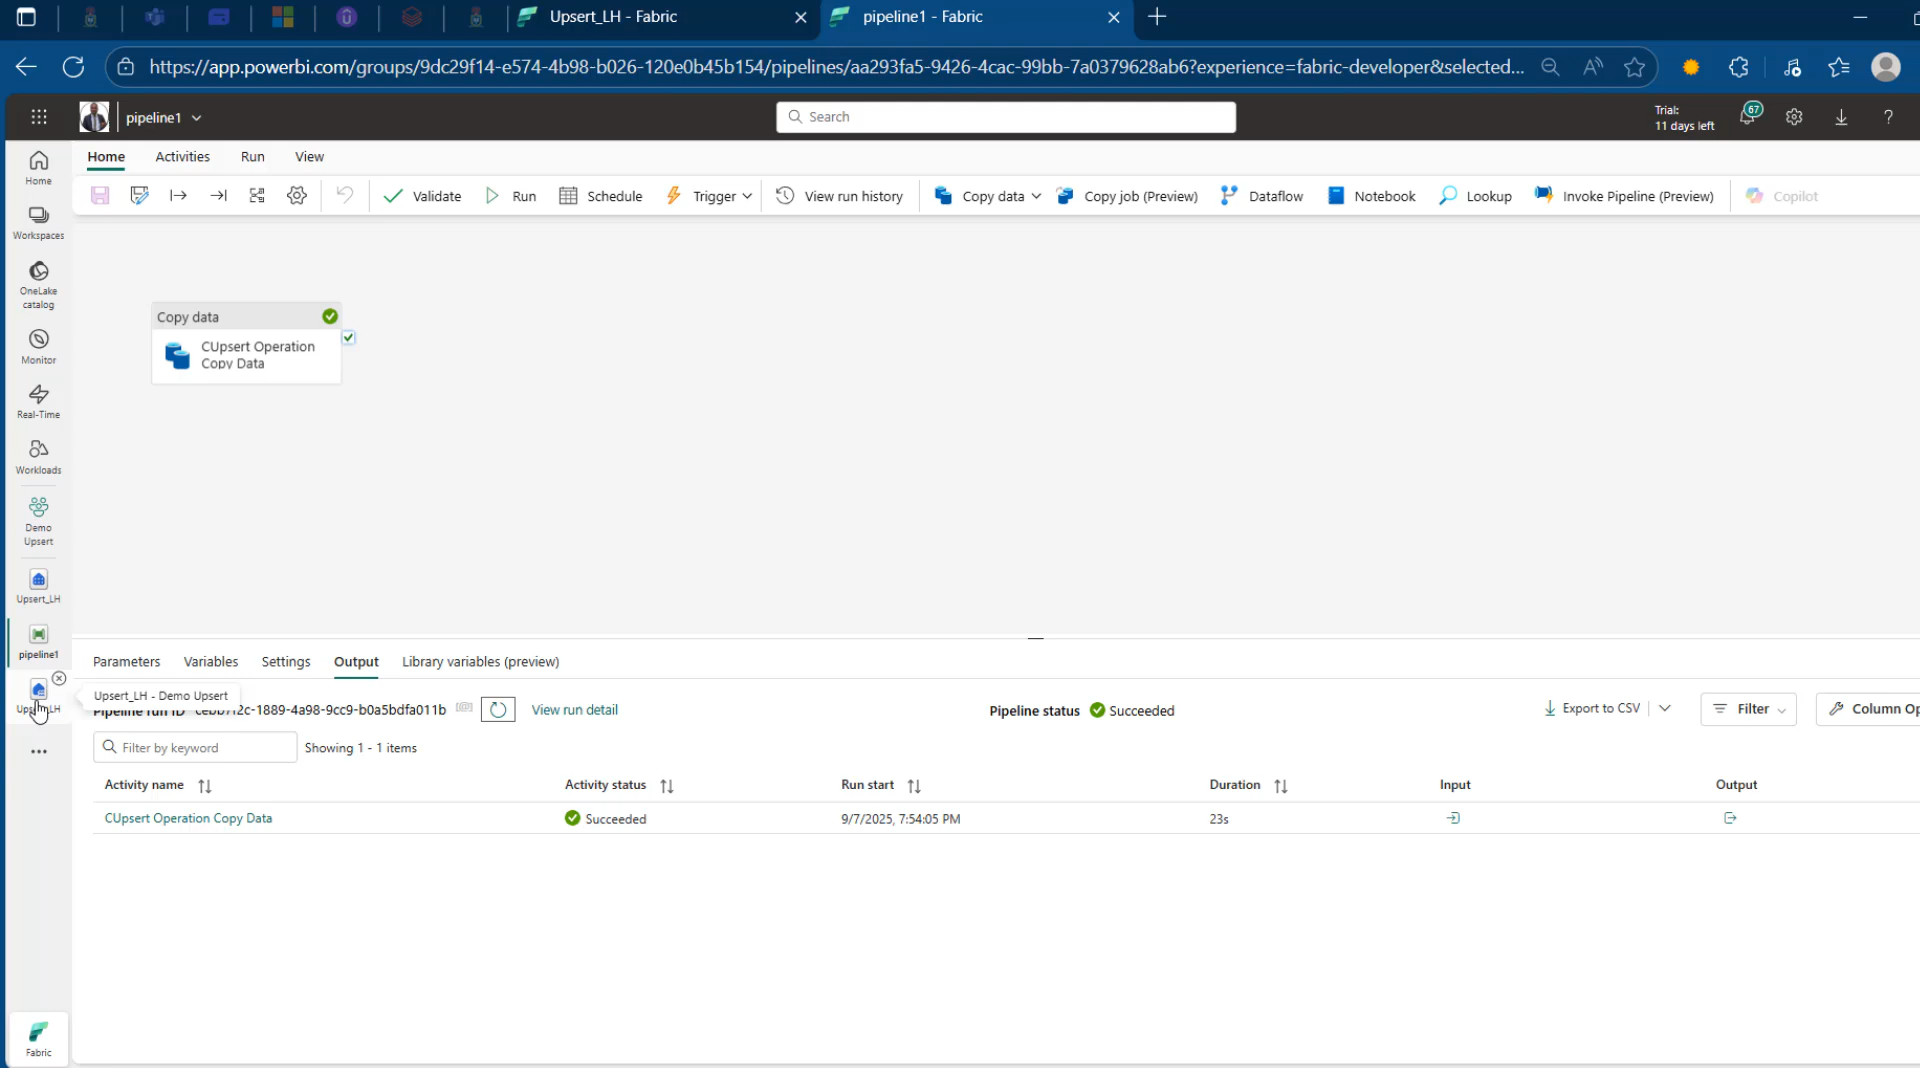 Upsert_LH - Fabric
pipeline1 - Fabric
https://app.powerbi.com/groups/9dc29f14-e574-4b98-b026-120e0b45b154/pipelines/aa293fa5-9426-4cac-99bb-7a0379628ab6?experience=fabric-developer&selected...
pipeline1
Search
Trial:
11 days left
67
?
Home
Activities
Run
View
Validate
Run
Schedule
Trigger
View run history
Copy data
Copy job (Preview)
Dataflow
Notebook
Lookup
Invoke Pipeline (Preview)
Copilot
Home
Workspaces
OneLake
catalog
Monitor
Real-Time
Workloads
Demo
Upsert
Upsert_LH
pipeline1
Fabric
Copy data
CUpsert Operation
Copy Data
Parameters
Variables
Settings
Output
Library variables (preview)
Upsert_LH - Demo Upsert
Pipeline run ID
View run detail
Pipeline status
Succeeded
Export to CSV
Filter
Column Op
Filter by keyword
Showing 1 - 1 items
Activity name
Activity status
Run start
Duration
Input
Output
CUpsert Operation Copy Data
Succeeded
9/7/2025, 7:54:05 PM
23s